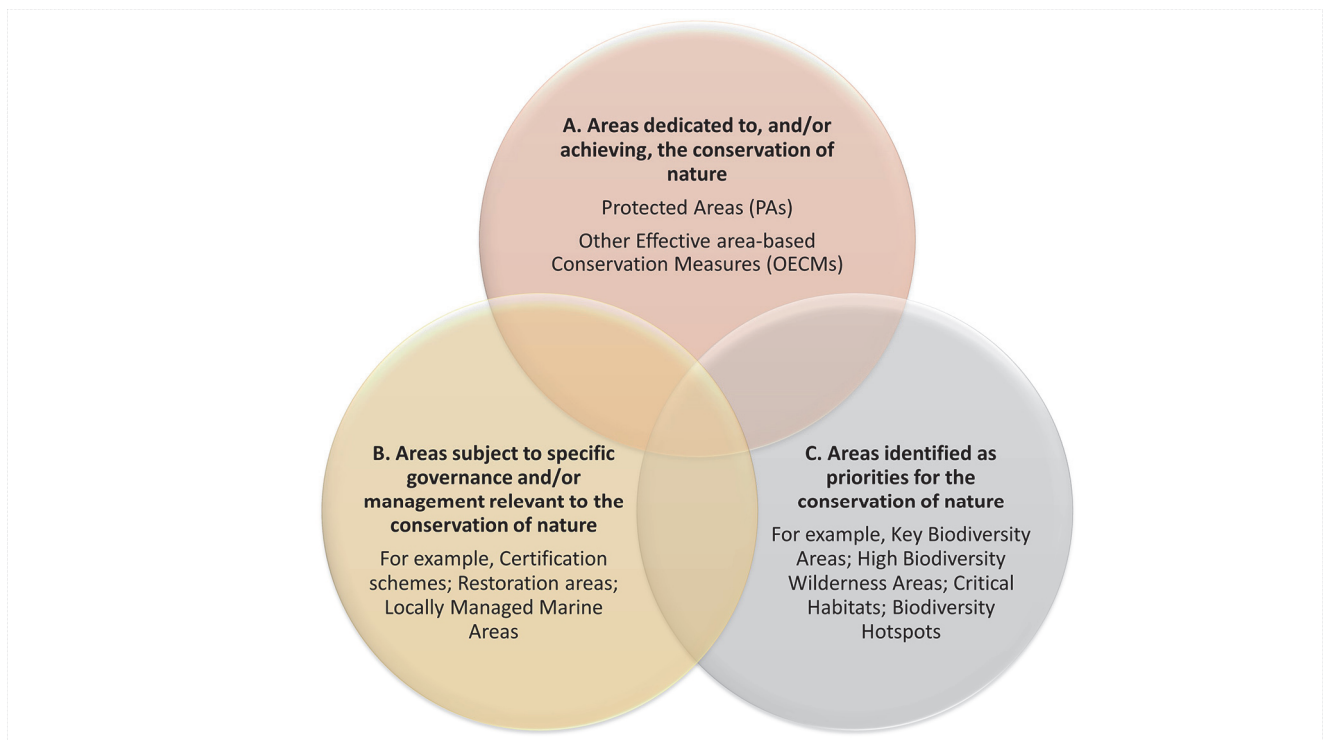 A. Areas dedicated to, and/or
achieving, the conservation of
nature
Protected Areas (PAs)
Other Effective area-based
Conservation Measures (OECMs)
B. Areas subject to specific
governance and/or
management relevant to the
conservation of nature
For example, Certification
schemes; Restoration areas;
Locally Managed Marine
Areas
C. Areas identified as
priorities for the
conservation of nature
For example, Key Biodiversity
Areas; High Biodiversity
Wilderness Areas; Critical
Habitats; Biodiversity
Hotspots